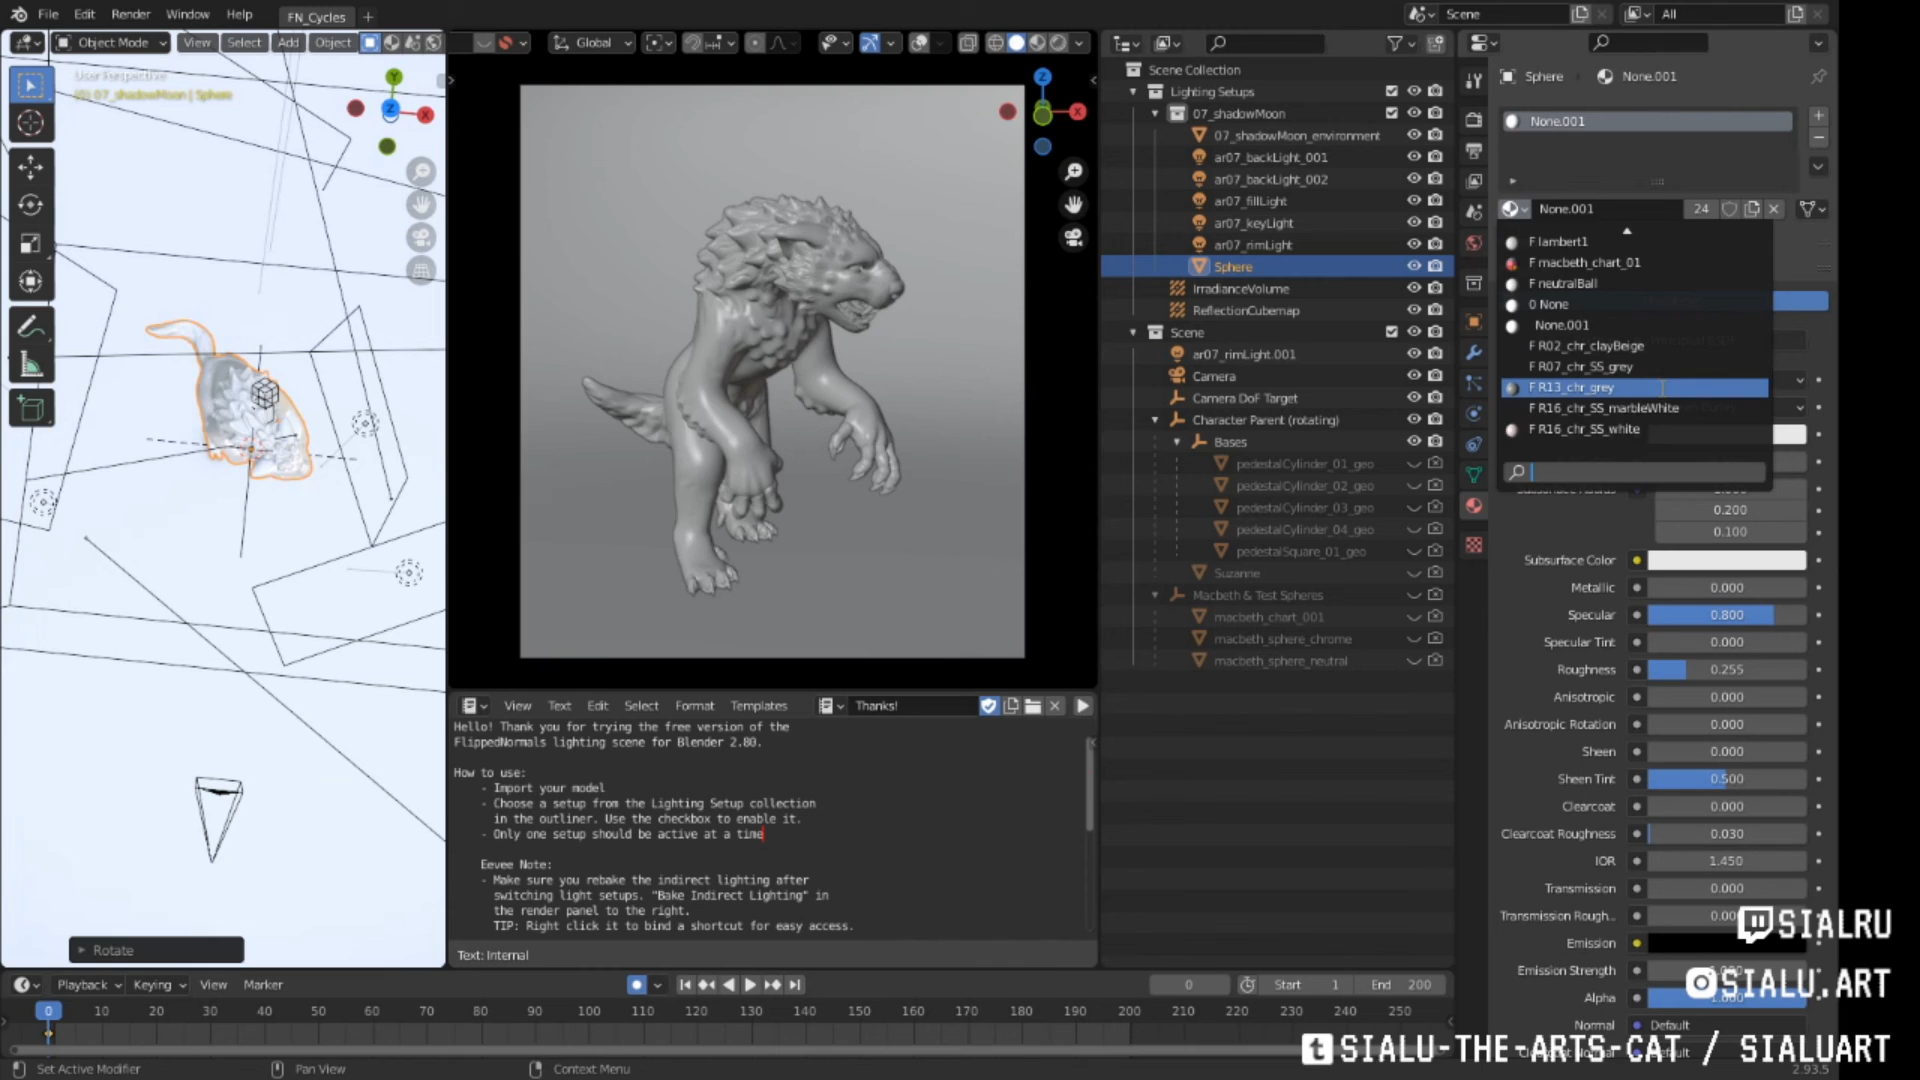 File Edit Render Window Help FN_Cycles + Scene All
Object Mode View Select Add Object Global
User Perspective
(0) 07_shadowMoon | Sphere
Y
Z
X
Z
X
Rotate
View Text Edit Select Format Templates Thanks!
Hello! Thank you for trying the free version of the
FlippedNormals lighting scene for Blender 2.80.
How to use:
- Import your model
- Choose a setup from the Lighting Setup collection
in the outliner. Use the checkbox to enable it.
- Only one setup should be active at a time
Eevee Note:
- Make sure you rebake the indirect lighting after
switching light setups. "Bake Indirect Lighting" in
the render panel to the right.
TIP: Right click it to bind a shortcut for easy access.
Text: Internal
Scene Collection
Lighting Setups
07_shadowMoon
07_shadowMoon_environment
ar07_backLight_001
ar07_backLight_002
ar07_fillLight
ar07_keyLight
ar07_rimLight
Sphere
IrradianceVolume
ReflectionCubemap
Scene
ar07_rimLight.001
Camera
Camera DoF Target
Character Parent (rotating)
Bases
pedestalCylinder_01_geo
pedestalCylinder_02_geo
pedestalCylinder_03_geo
pedestalCylinder_04_geo
pedestalSquare_01_geo
Suzanne
Macbeth & Test Spheres
macbeth_chart_001
macbeth_sphere_chrome
macbeth_sphere_neutral
Sphere None.001
None.001
None.001 24
F lambert1
F macbeth_chart_01
F neutralBall
0 None
None.001
F R02_chr_clayBeige
F R07_chr_SS_grey
F R13_chr_grey
F R16_chr_SS_marbleWhite
F R16_chr_SS_white
0.200
0.100
Subsurface Color
Metallic 0.000
Specular 0.800
Specular Tint 0.000
Roughness 0.255
Anisotropic 0.000
Anisotropic Rotation 0.000
Sheen 0.000
Sheen Tint 0.500
Clearcoat 0.000
Clearcoat Roughness 0.030
IOR 1.450
Transmission 0.000
Transmission Rough...
Emission
Emission Strength
Alpha
Normal Default
SIALRU
SIALU.ART
SIALU-THE-ARTS-CAT / SIALUART
Playback Keying View Marker 0 Start 1 End 200
0 10 20 30 40 50 60 70 80 90 100 110 120 130 140 150 160 170 180 190 200 210 220 230 240 250
Set Active Modifier Pan View Context Menu 2.93.5